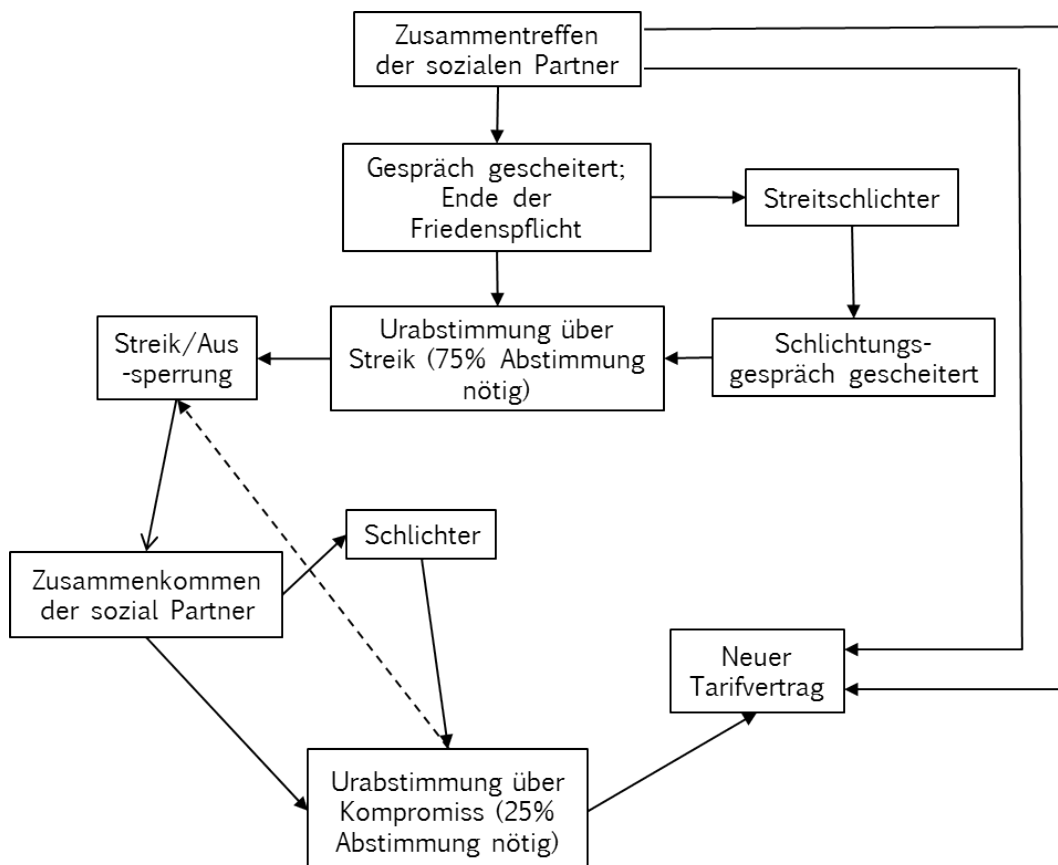 Zusammentreffen
der sozialen Partner
Gespräch gescheitert;
Ende der
Friedenspflicht
Streitschlichter
Urabstimmung über
Streik (75% Abstimmung
nötig)
Streik/Aus
-sperrung
Schlichtungs-
gespräch gescheitert
Schlichter
Zusammenkommen
der sozial Partner
Neuer
Tarifvertrag
Urabstimmung über
Kompromiss (25%
Abstimmung nötig)